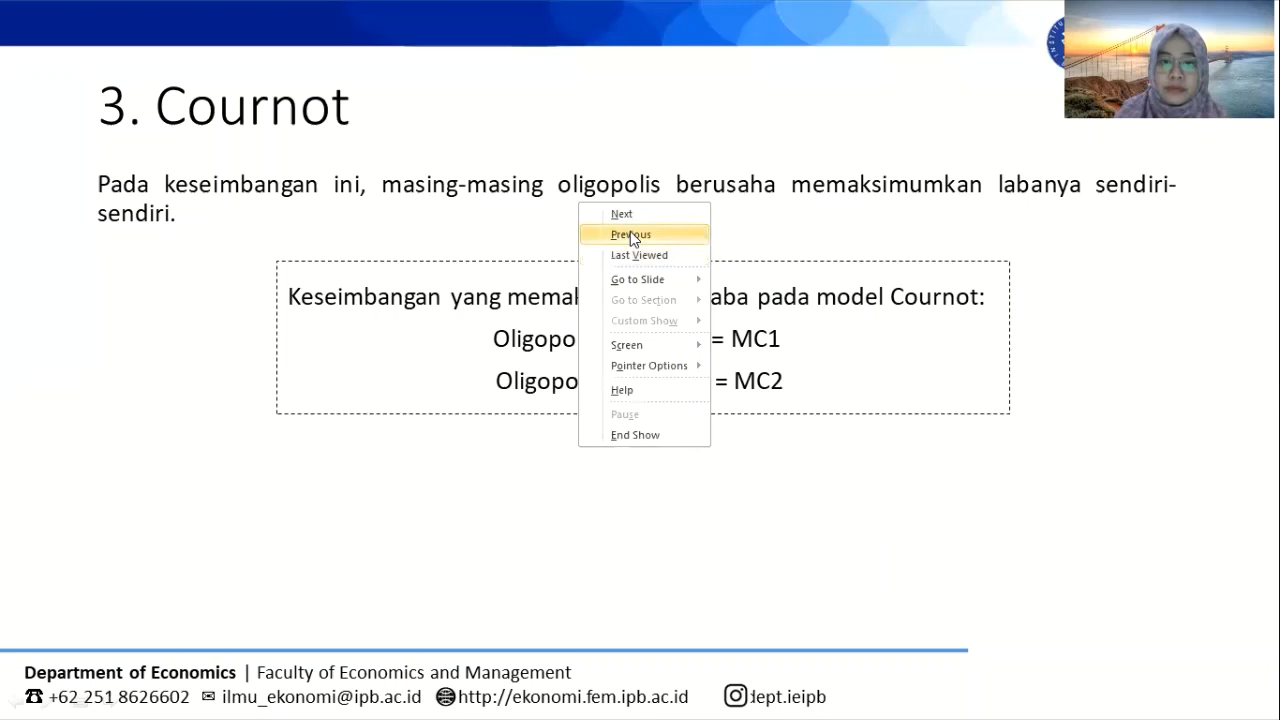 INSTITU
3. Cournot
Pada keseimbangan ini, masing-masing oligopolis berusaha memaksimumkan labanya sendiri-
sendiri.
Next
Previous
Last Viewed
Go to Slide
Go to Section
Custom Show
Screen
Pointer Options
Help
Pause
End Show
Keseimbangan yang memak aba pada model Cournot:
Oligopo = MC1
Oligopo = MC2
Department of Economics | Faculty of Economics and Management
+62 251 8626602 ilmu_ekonomi@ipb.ac.id http://ekonomi.fem.ipb.ac.id dept.ieipb